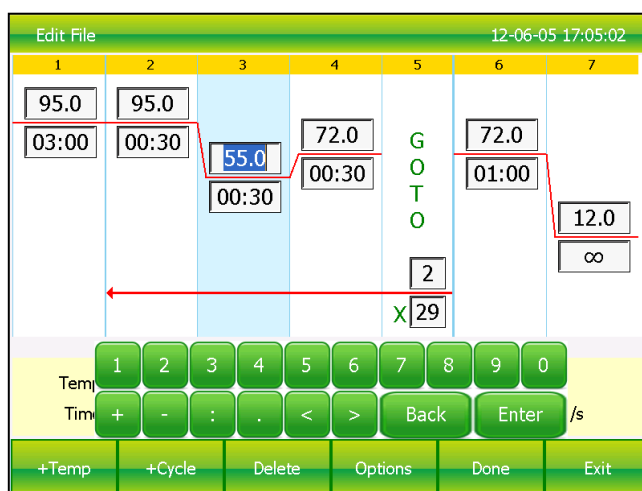 Edit File 12-06-05 17:05:02
1 2 3 4 5 6 7
95.0 95.0 55.0 72.0 GOTO 72.0 12.0
03:00 00:30 00:30 00:30 01:00 ∞
2
X 29
1 2 3 4 5 6 7 8 9 0
Temp
Time + - : . < > Back Enter /s
+Temp +Cycle Delete Options Done Exit